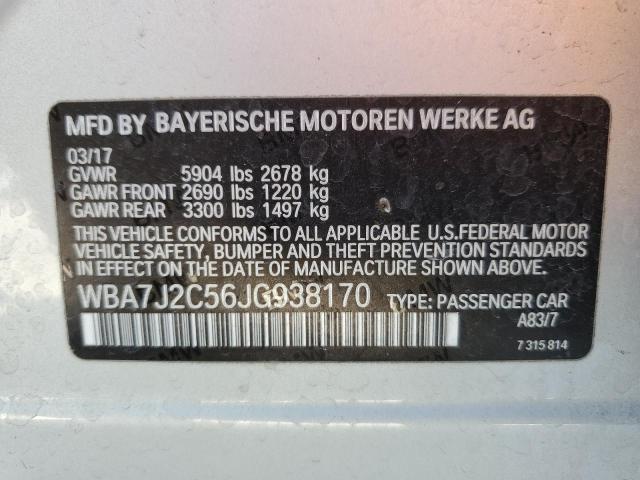 MFD BY BAYERISCHE MOTOREN WERKE AG
03/17
GVWR 5904 lbs 2678 kg
GAWR FRONT 2690 lbs 1220 kg
GAWR REAR 3300 lbs 1497 kg
THIS VEHICLE CONFORMS TO ALL APPLICABLE U.S.FEDERAL MOTOR
VEHICLE SAFETY, BUMPER AND THEFT PREVENTION STANDARDS
IN EFFECT ON THE DATE OF MANUFACTURE SHOWN ABOVE.
WBA7J2C56JG938170 TYPE: PASSENGER CAR
A83/7
7 315 814